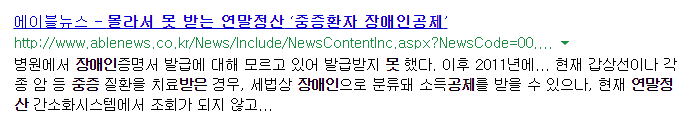 에이블뉴스 - 몰라서 못 받는 연말정산 '중증환자 장애인공제'
http://www.ablenews.co.kr/News/Include/NewsContentInc.aspx?NewsCode=00....
병원에서 장애인증명서 발급에 대해 모르고 있어 발급받지 못 했다. 이후 2011년에... 현재 갑상선이나 각
종 암 등 중증 질환을 치료받은 경우, 세법상 장애인으로 분류돼 소득공제를 받을 수 있으나, 현재 연말정
산 간소화시스템에서 조회가 되지 않고...